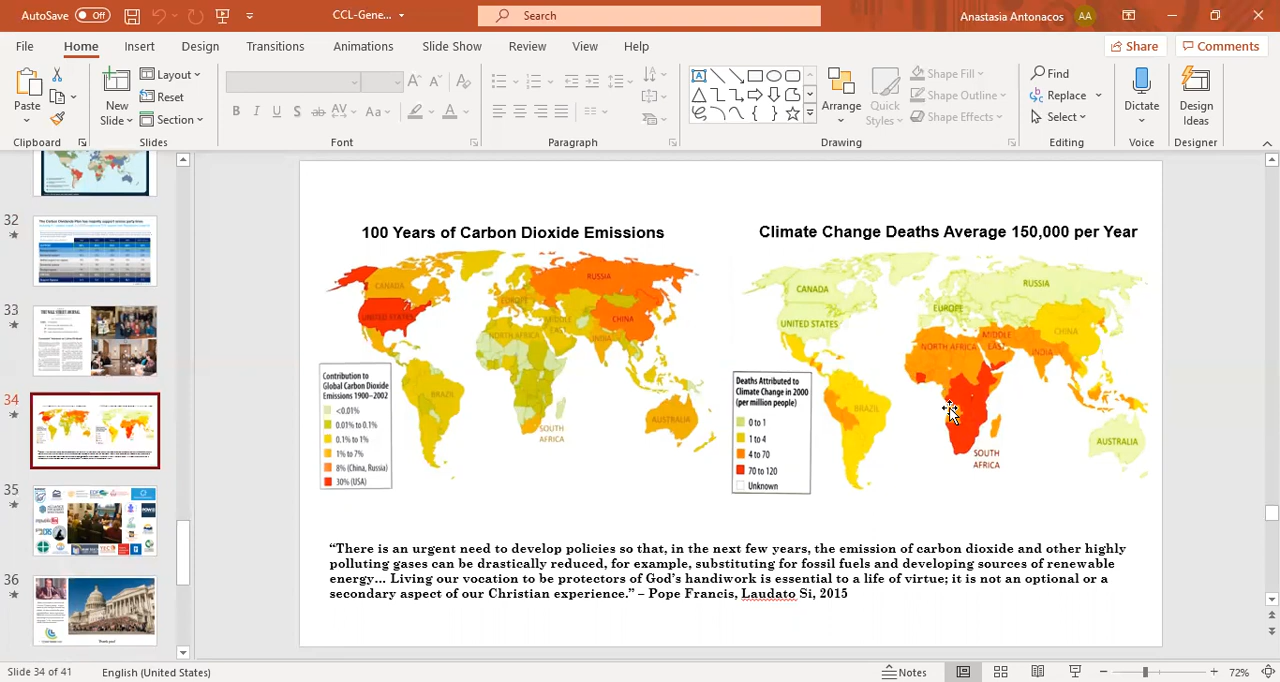 AutoSave Off CCL-Gene... Search Anastasia Antonacos AA
File Home Insert Design Transitions Animations Slide Show Review View Help Share Comments
Paste New Slide Layout Reset Section Arrange Quick Styles Shape Fill Shape Outline Shape Effects Find Replace Select Dictate Design Ideas
Clipboard Slides Font Paragraph Drawing Editing Voice Designer
32
33
34
35
36
Thank you!
100 Years of Carbon Dioxide Emissions
CANADA
UNITED STATES
BRAZIL
EUROPE
RUSSIA
NORTH AFRICA
MIDDLE EAST
INDIA
CHINA
SOUTH AFRICA
AUSTRALIA
Contribution to
Global Carbon Dioxide
Emissions 1900–2002
<0.01%
0.01% to 0.1%
0.1% to 1%
1% to 7%
8% (China, Russia)
30% (USA)
Climate Change Deaths Average 150,000 per Year
CANADA
UNITED STATES
BRAZIL
EUROPE
RUSSIA
NORTH AFRICA
MIDDLE EAST
INDIA
CHINA
SOUTH AFRICA
AUSTRALIA
Deaths Attributed to
Climate Change in 2000
(per million people)
0 to 1
1 to 4
4 to 70
70 to 120
Unknown
“There is an urgent need to develop policies so that, in the next few years, the emission of carbon dioxide and other highly
polluting gases can be drastically reduced, for example, substituting for fossil fuels and developing sources of renewable
energy… Living our vocation to be protectors of God’s handiwork is essential to a life of virtue; it is not an optional or a
secondary aspect of our Christian experience.” – Pope Francis, Laudato Si, 2015
Slide 34 of 41 English (United States) Notes 72%